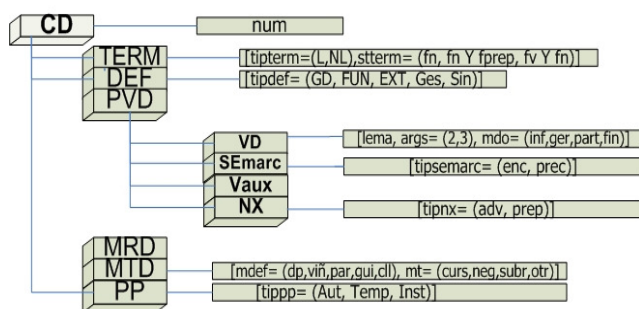 CD num
TERM [tipterm=(L,NL),stterm= (fn, fn Y fprep, fv Y fn)]
DEF [tipdef= (GD, FUN, EXT, Ges, Sin)]
PVD
VD [lema, args= (2,3), mdo= (inf,ger,part,fin)]
SEmarc [tipsemarc= (enc, prec)]
Vaux
NX [tipnx= (adv, prep)]
MRD
MTD [mdef= (dp,viñ,par,gui,cll), mt= (curs,neg,subr,otr)]
PP [tippp= (Aut, Temp, Inst)]